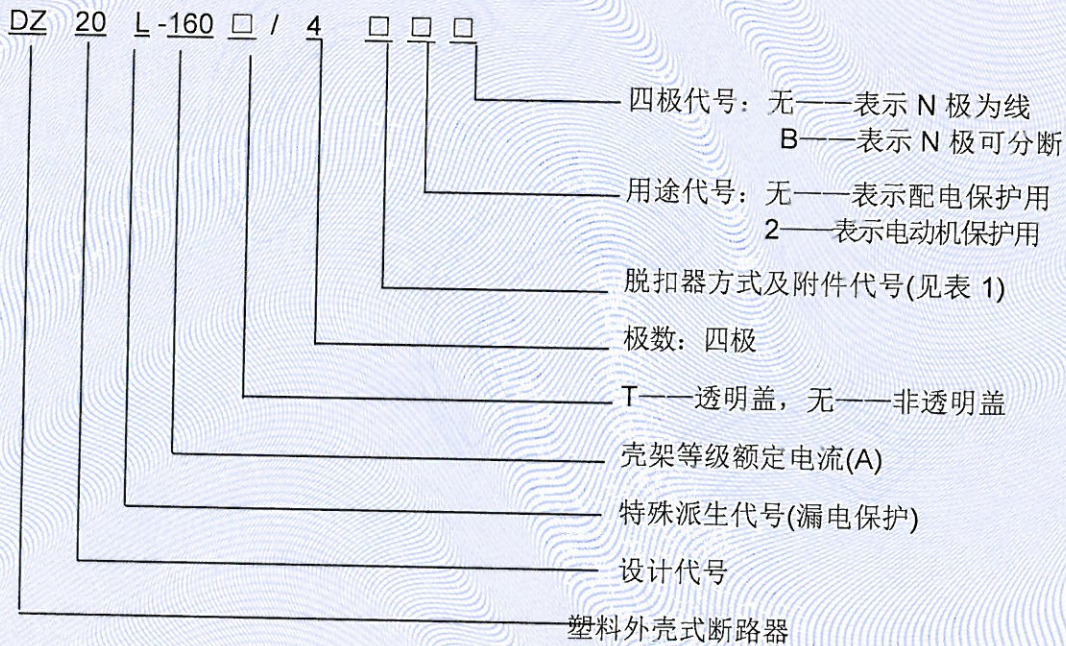 DZ 20 L-160 □ / 4 □ □ □
四极代号：无——表示 N 极为线
B——表示 N 极可分断
用途代号：无——表示配电保护用
2——表示电动机保护用
脱扣器方式及附件代号(见表 1)
极数：四极
T——透明盖，无——非透明盖
壳架等级额定电流(A)
特殊派生代号(漏电保护)
设计代号
塑料外壳式断路器